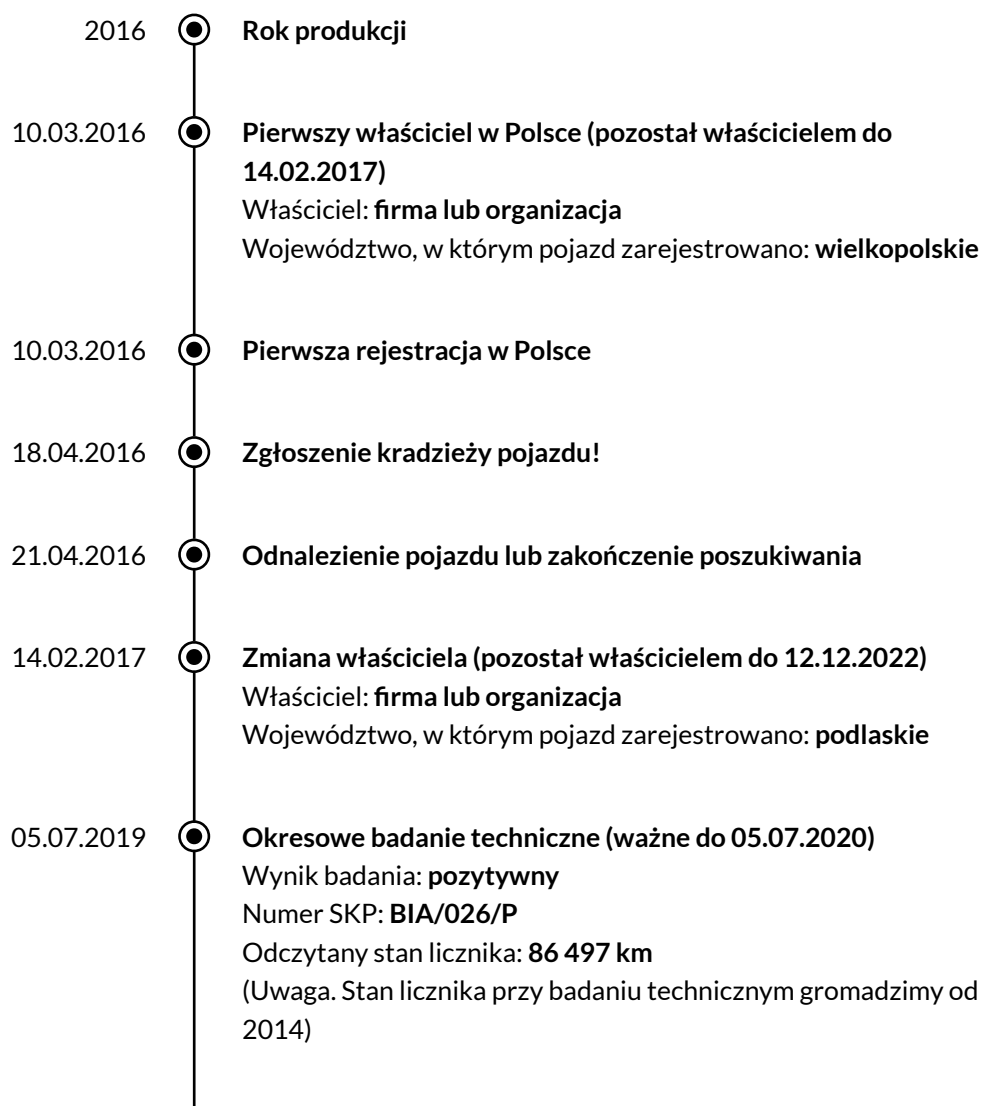 2016
Rok produkcji
10.03.2016
Pierwszy właściciel w Polsce (pozostał właścicielem do
14.02.2017)
Właściciel: firma lub organizacja
Województwo, w którym pojazd zarejestrowano: wielkopolskie
10.03.2016
Pierwsza rejestracja w Polsce
18.04.2016
Zgłoszenie kradzieży pojazdu!
21.04.2016
Odnalezienie pojazdu lub zakończenie poszukiwania
14.02.2017
Zmiana właściciela (pozostał właścicielem do 12.12.2022)
Właściciel: firma lub organizacja
Województwo, w którym pojazd zarejestrowano: podlaskie
05.07.2019
Okresowe badanie techniczne (ważne do 05.07.2020)
Wynik badania: pozytywny
Numer SKP: BIA/026/P
Odczytany stan licznika: 86 497 km
(Uwaga. Stan licznika przy badaniu technicznym gromadzimy od
2014)